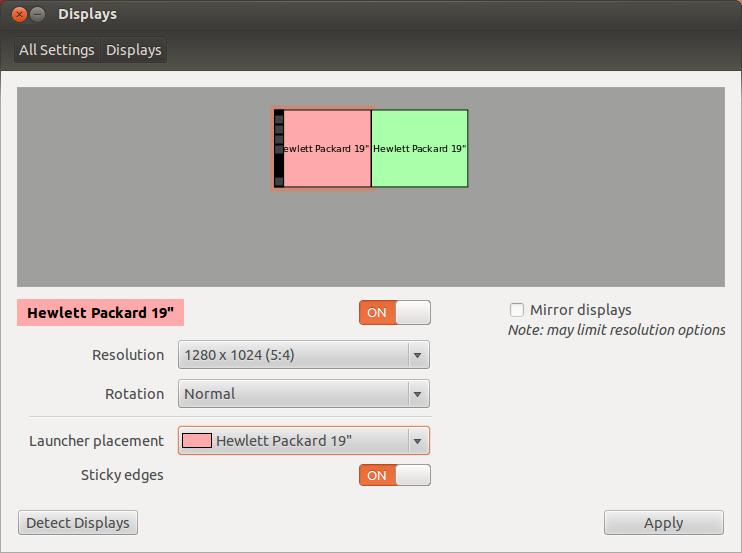 Displays
All Settings Displays
ewlett Packard 19" Hewlett Packard 19"
Hewlett Packard 19" ON Mirror displays
Note: may limit resolution options
Resolution 1280 x 1024 (5:4)
Rotation Normal
Launcher placement Hewlett Packard 19"
Sticky edges ON
Detect Displays Apply